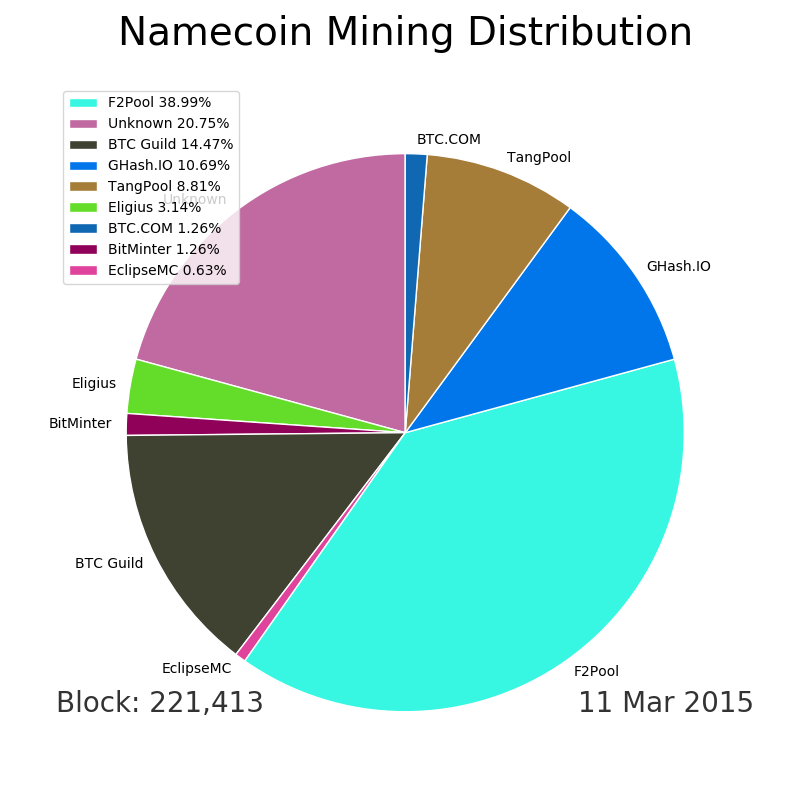 Namecoin Mining Distribution
F2Pool 38.99%
Unknown 20.75%
BTC Guild 14.47%
GHash.IO 10.69%
TangPool 8.81%
Eligius 3.14%
BTC.COM 1.26%
BitMinter 1.26%
EclipseMC 0.63%
BTC.COM
TangPool
Unknown
GHash.IO
Eligius
BitMinter
BTC Guild
EclipseMC
F2Pool
Block: 221,413
11 Mar 2015